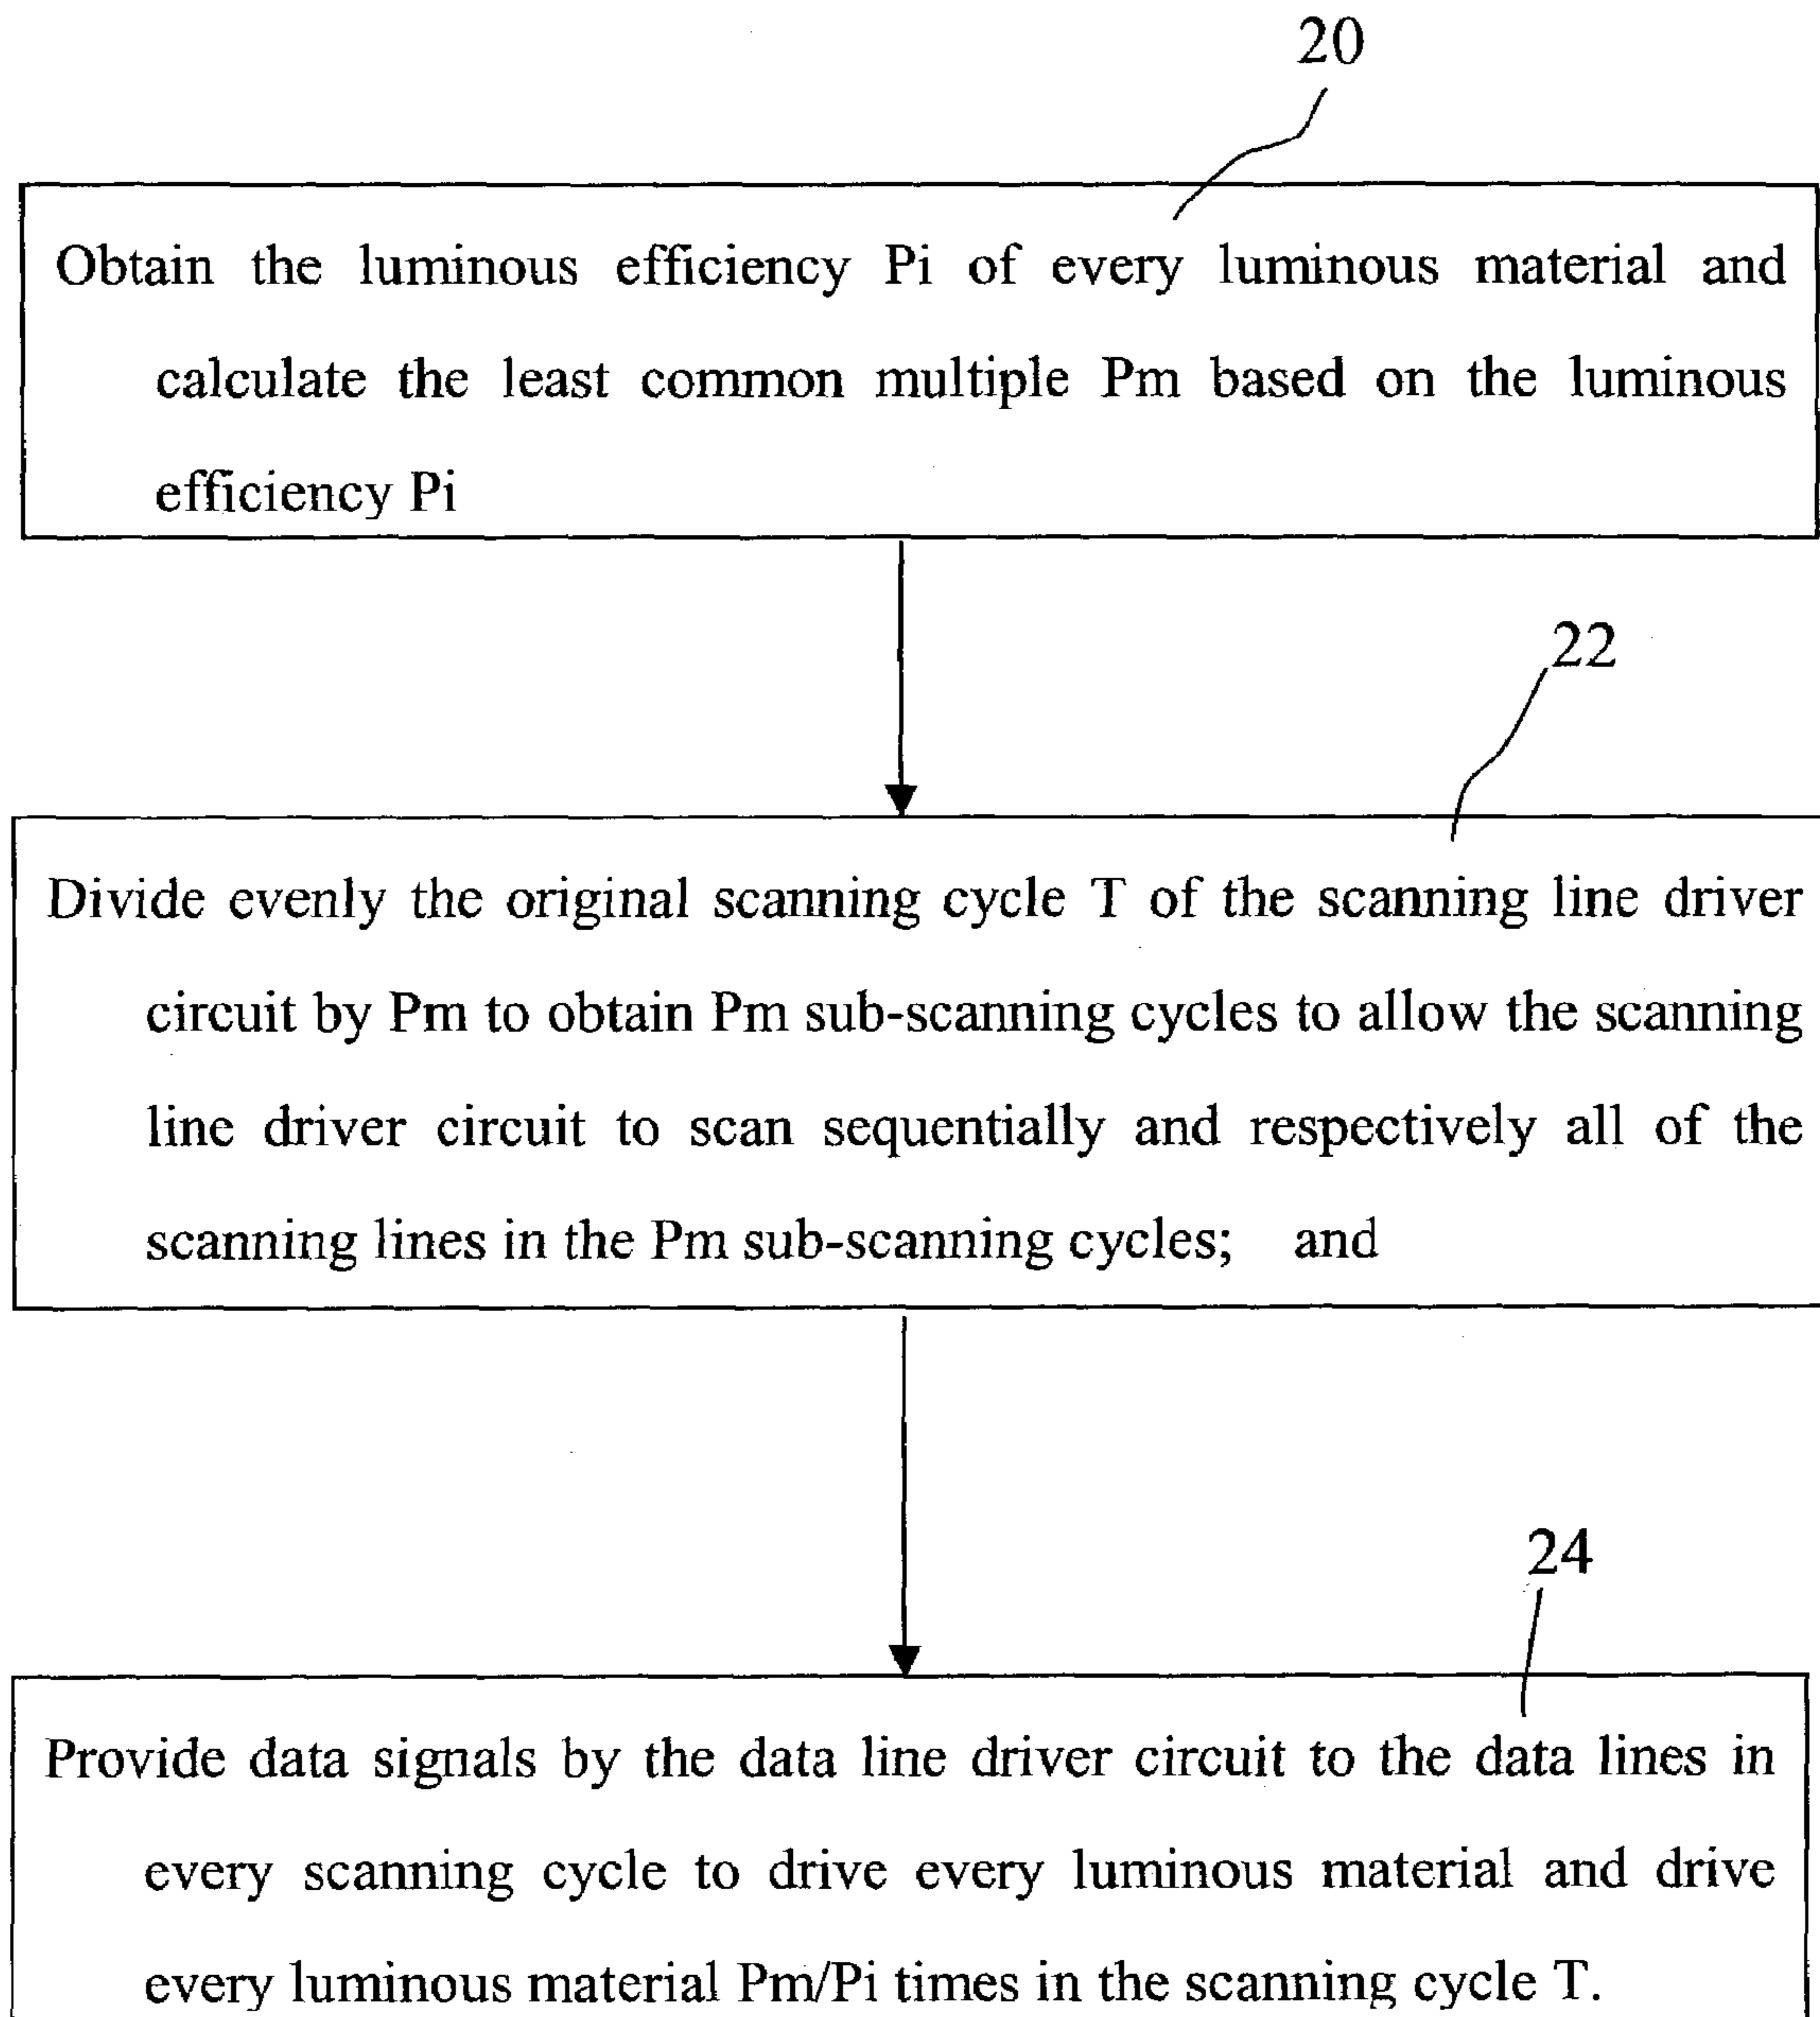 20
Obtain the luminous efficiency Pi of every luminous material and
calculate the least common multiple Pm based on the luminous
efficiency Pi
22
Divide evenly the original scanning cycle T of the scanning line driver
circuit by Pm to obtain Pm sub-scanning cycles to allow the scanning
line driver circuit to scan sequentially and respectively all of the
scanning lines in the Pm sub-scanning cycles; and
24
Provide data signals by the data line driver circuit to the data lines in
every scanning cycle to drive every luminous material and drive
every luminous material Pm/Pi times in the scanning cycle T.